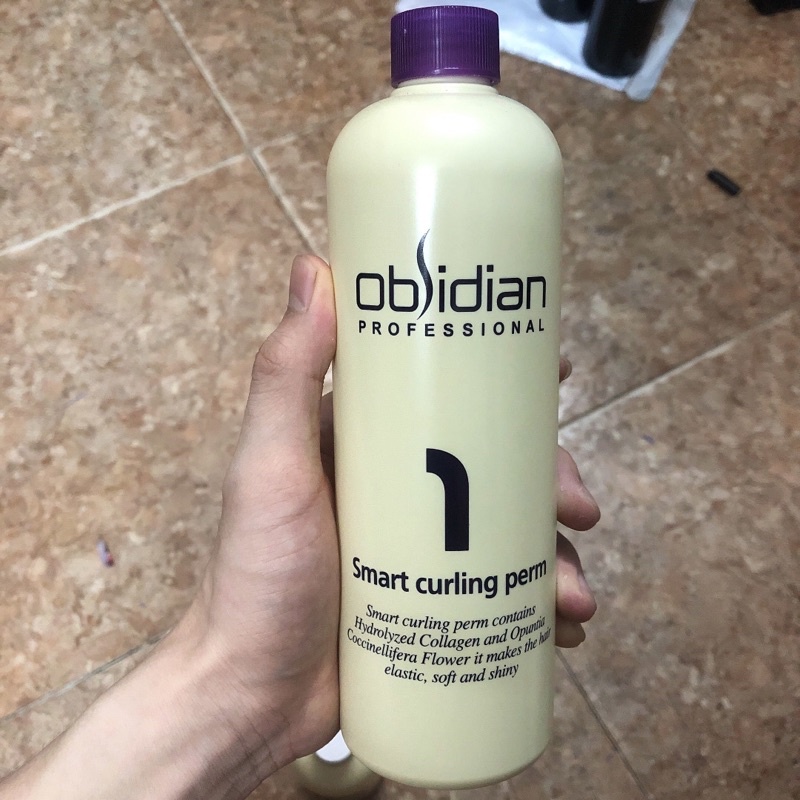 obsidian
PROFESSIONAL
1
Smart curling perm
Smart curling perm contains
Hydrolyzed Collagen and Opuntia
Coccinellifera Flower it makes the hair
elastic, soft and shiny